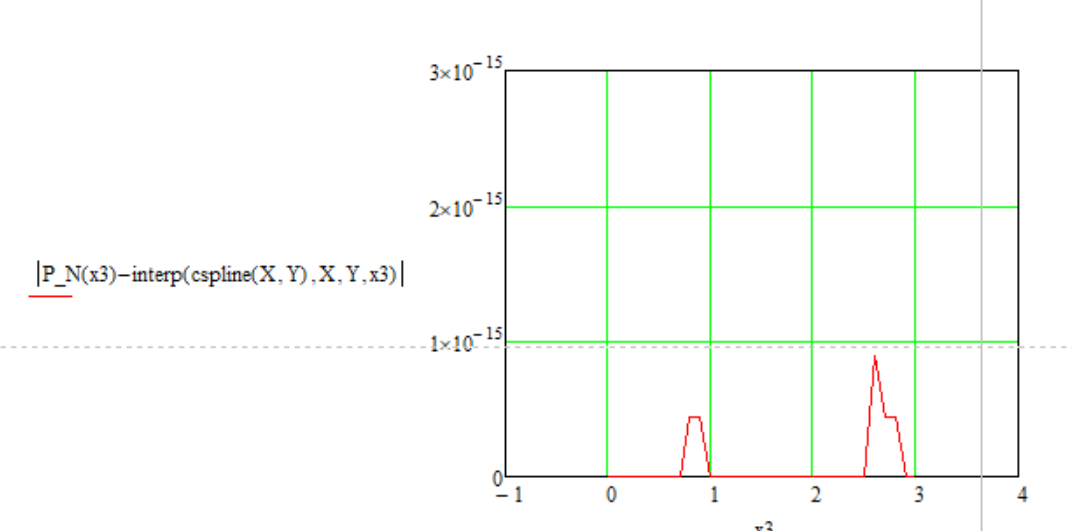 3×10⁻¹⁵
2×10⁻¹⁵
|P_N(x3)−interp(cspline(X,Y),X,Y,x3)|
1×10⁻¹⁵
0
−1 0 1 2 3 4
x3